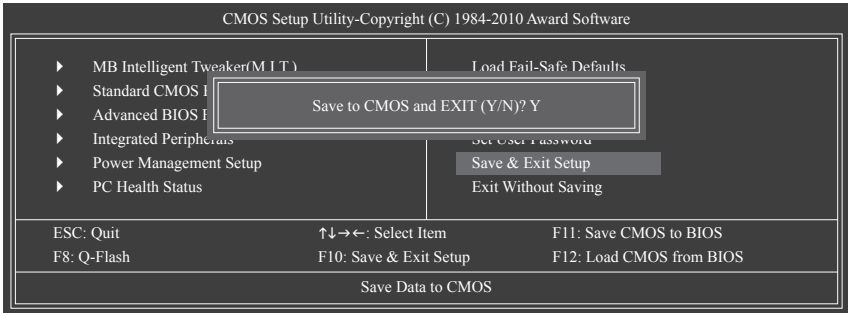 CMOS Setup Utility-Copyright (C) 1984-2010 Award Software
MB Intelligent Tweaker(M.I.T.)
Standard CMOS
Advanced BIOS
Integrated Peripherals
Power Management Setup
PC Health Status
Load Fail-Safe Defaults
Set User Password
Save & Exit Setup
Exit Without Saving
Save to CMOS and EXIT (Y/N)? Y
ESC: Quit ↑↓→←: Select Item F11: Save CMOS to BIOS
F8: Q-Flash F10: Save & Exit Setup F12: Load CMOS from BIOS
Save Data to CMOS